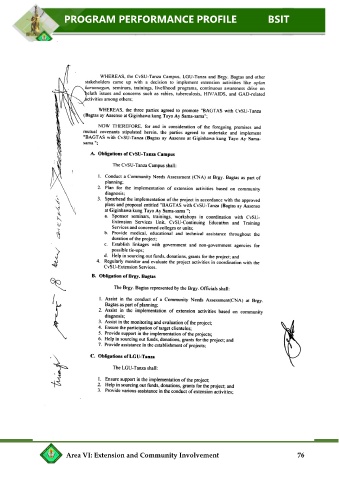 PROGRAM PERFORMANCE PROFILE BSIT
WHEREAS, the CvSU-Tanza Campus, LGU-Tanza and Brgy. Bagtas and other
stakeholders come up with a decision to implement extension activities like
seminars, trainings, livelihood programs, continuous awareness drive on
health issues and concerns such as rabies, tuberculosis, HIV/AIDS, and GAD-related
activities among others;
WHEREAS, the three parties agreed to promote "BAGTAS with CvSU-Tanza
(Bagtas ay Aasenso at Giginhawa kung Tayo Ay Sama-sama";
NOW THEREFORE, for and in consideration of the foregoing premises and
mutual covenants stipulated herein, the parties agreed to undertake and implement
"BAGTAS with CvSU-Tanza (Bagtas ay Aasenso at Giginhawa kung Tayo Ay Sama-
sama ";
A. Obligations of CvSU-Tanza Campus
The CvSU-Tanza Campus shall:
1. Conduct a Community Needs Assessment (CNA) at Brgy. Bagtas as part of
planning;
2. Plan for the implementation of extension activities based on community
diagnosis;
3. Spearhead the implementation of the project in accordance with the approved
plans and proposal entitled "BAGTAS with CvSU-Tanza (Bagtas ay Aasenso
at Giginhawa kung Tayo Ay Sama-sama ";
a. Sponsor seminars, trainings, workshops in coordination with CvSU-
Extension Services Unit, CvSU-Continuing Education and Training
Services and concerned colleges or units;
b. Provide medical, educational and technical assistance throughout the
duration of the project;
c. Establish linkages with government and non-government agencies for
possible tie-ups;
d. Help in sourcing out funds, donations, grants for the project; and
4. Regularly monitor and evaluate the project activities in coordination with the
CvSU-Extension Services.
B. Obligation of Brgy. Bagtas
The Brgy. Bagtas represented by the Brgy. Officials shall:
1. Assist in the conduct of a Community Needs Assessment(CNA) at Brgy.
Bagtas as part of planning;
2. Assist in the implementation of extension activities based on community
diagnosis;
3. Assist in the monitoring and evaluation of the project;
4. Ensure the participation of target clienteles;
5. Provide support in the implementation of the projects;
6. Help in sourcing out funds, donations, grants for the project; and
7. Provide assistance in the establishment of projects;
C. Obligations of LGU-Tanza
The LGU-Tanza shall:
1. Ensure support in the implementation of the project;
2. Help in sourcing out funds, donations, grants for the project; and
3. Provide various assistance in the conduct of extension activities;
Area VI: Extension and Community Involvement 76